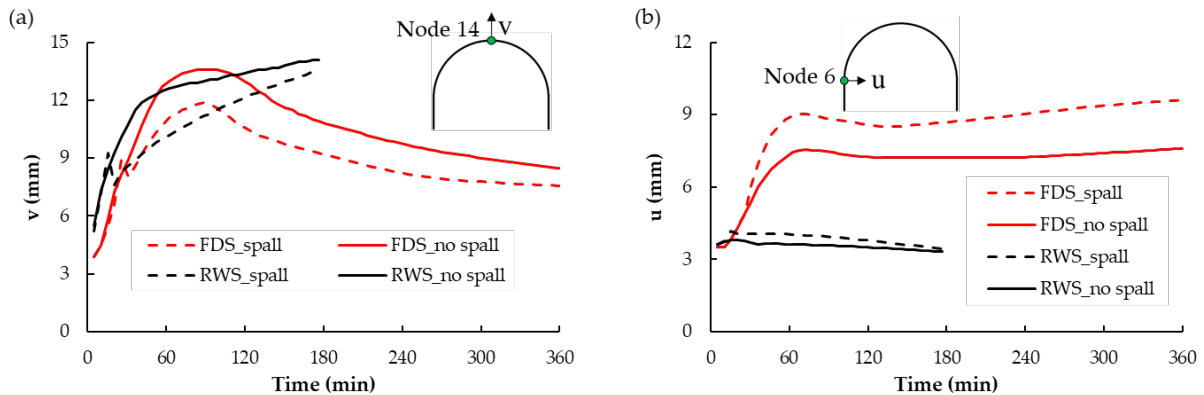 (a)
Node 14
v
v (mm)
15
12
9
6
3
0
FDS_spall
FDS_no spall
RWS_spall
RWS_no spall
0 60 120 180 240 300 360
Time (min)
(b)
Node 6
u
u (mm)
12
9
6
3
0
FDS_spall
FDS_no spall
RWS_spall
RWS_no spall
0 60 120 180 240 300 360
Time (min)